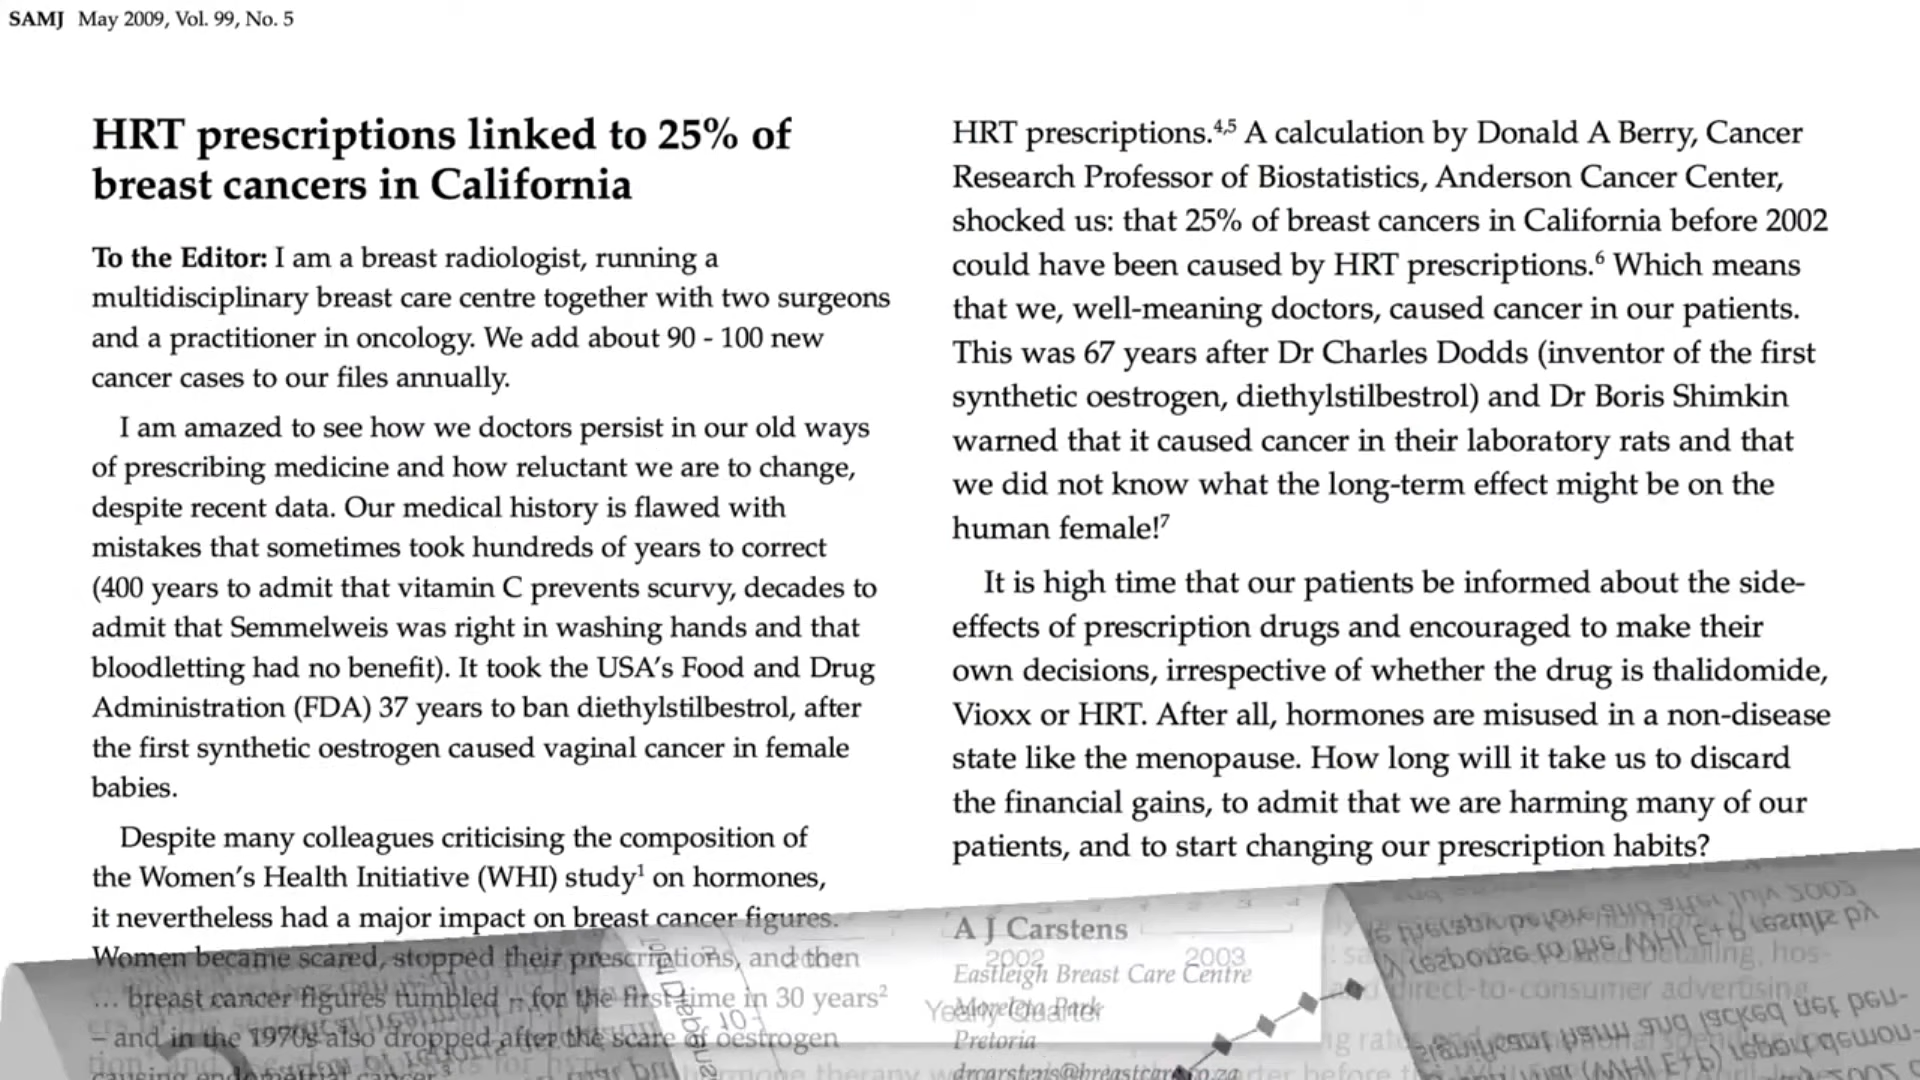 SAMJ May 2009, Vol. 99, No. 5
HRT prescriptions linked to 25% of
breast cancers in California
To the Editor: I am a breast radiologist, running a
multidisciplinary breast care centre together with two surgeons
and a practitioner in oncology. We add about 90 - 100 new
cancer cases to our files annually.
I am amazed to see how we doctors persist in our old ways
of prescribing medicine and how reluctant we are to change,
despite recent data. Our medical history is flawed with
mistakes that sometimes took hundreds of years to correct
(400 years to admit that vitamin C prevents scurvy, decades to
admit that Semmelweis was right in washing hands and that
bloodletting had no benefit). It took the USA's Food and Drug
Administration (FDA) 37 years to ban diethylstilbestrol, after
the first synthetic oestrogen caused vaginal cancer in female
babies.
Despite many colleagues criticising the composition of
the Women's Health Initiative (WHI) study¹ on hormones,
it nevertheless had a major impact on breast cancer figures.
Women became scared, stopped their prescriptions, and then
... breast cancer figures tumbled – for the first time in 30 years²
– and in the 1970s also dropped after the scare of oestrogen
causing endometrial cancer.³
HRT prescriptions.⁴,⁵ A calculation by Donald A Berry, Cancer
Research Professor of Biostatistics, Anderson Cancer Center,
shocked us: that 25% of breast cancers in California before 2002
could have been caused by HRT prescriptions.⁶ Which means
that we, well-meaning doctors, caused cancer in our patients.
This was 67 years after Dr Charles Dodds (inventor of the first
synthetic oestrogen, diethylstilbestrol) and Dr Boris Shimkin
warned that it caused cancer in their laboratory rats and that
we did not know what the long-term effect might be on the
human female!⁷
It is high time that our patients be informed about the side-
effects of prescription drugs and encouraged to make their
own decisions, irrespective of whether the drug is thalidomide,
Vioxx or HRT. After all, hormones are misused in a non-disease
state like the menopause. How long will it take us to discard
the financial gains, to admit that we are harming many of our
patients, and to start changing our prescription habits?
A J Carstens
2002 2003
Eastleigh Breast Care Centre
Moreleta Park
Yearly Quarter
Pretoria
drcarstens@breastcare.co.za
direct-to-consumer advertising